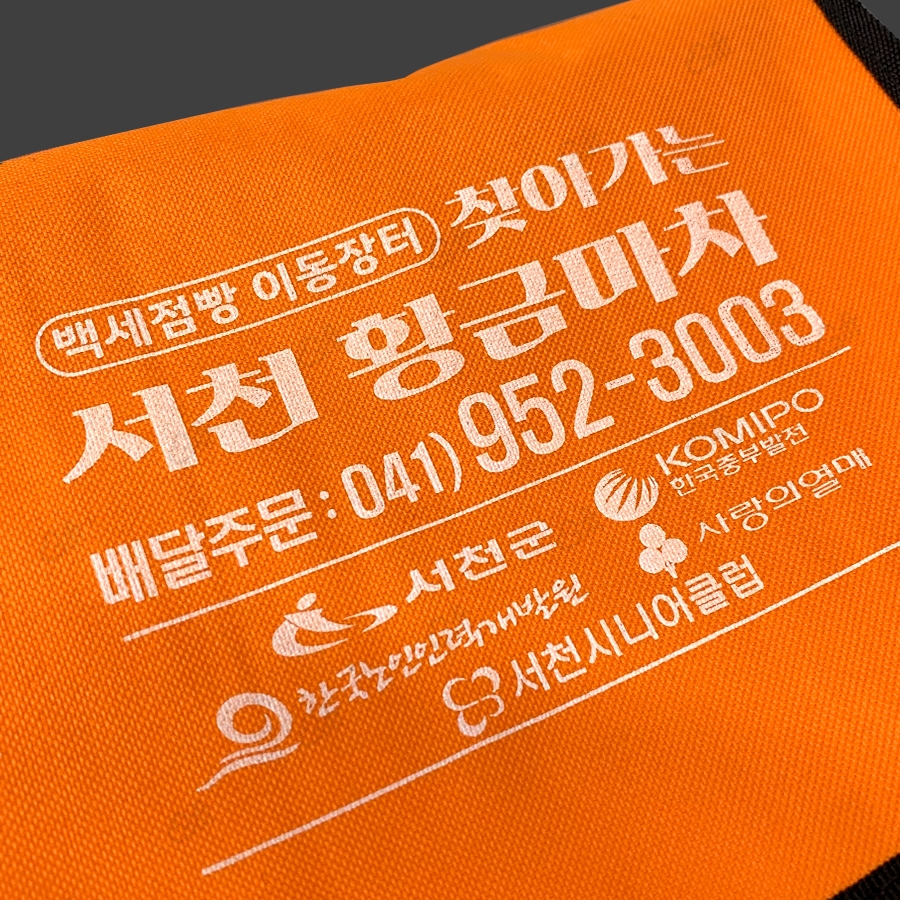 백세점빵 이동장터 찾아가는
서천 황금마차
배달주문 : 041) 952-3003
서천군
KOMIPO
한국중부발전
한국노인인력개발원
사랑의열매
서천시니어클럽